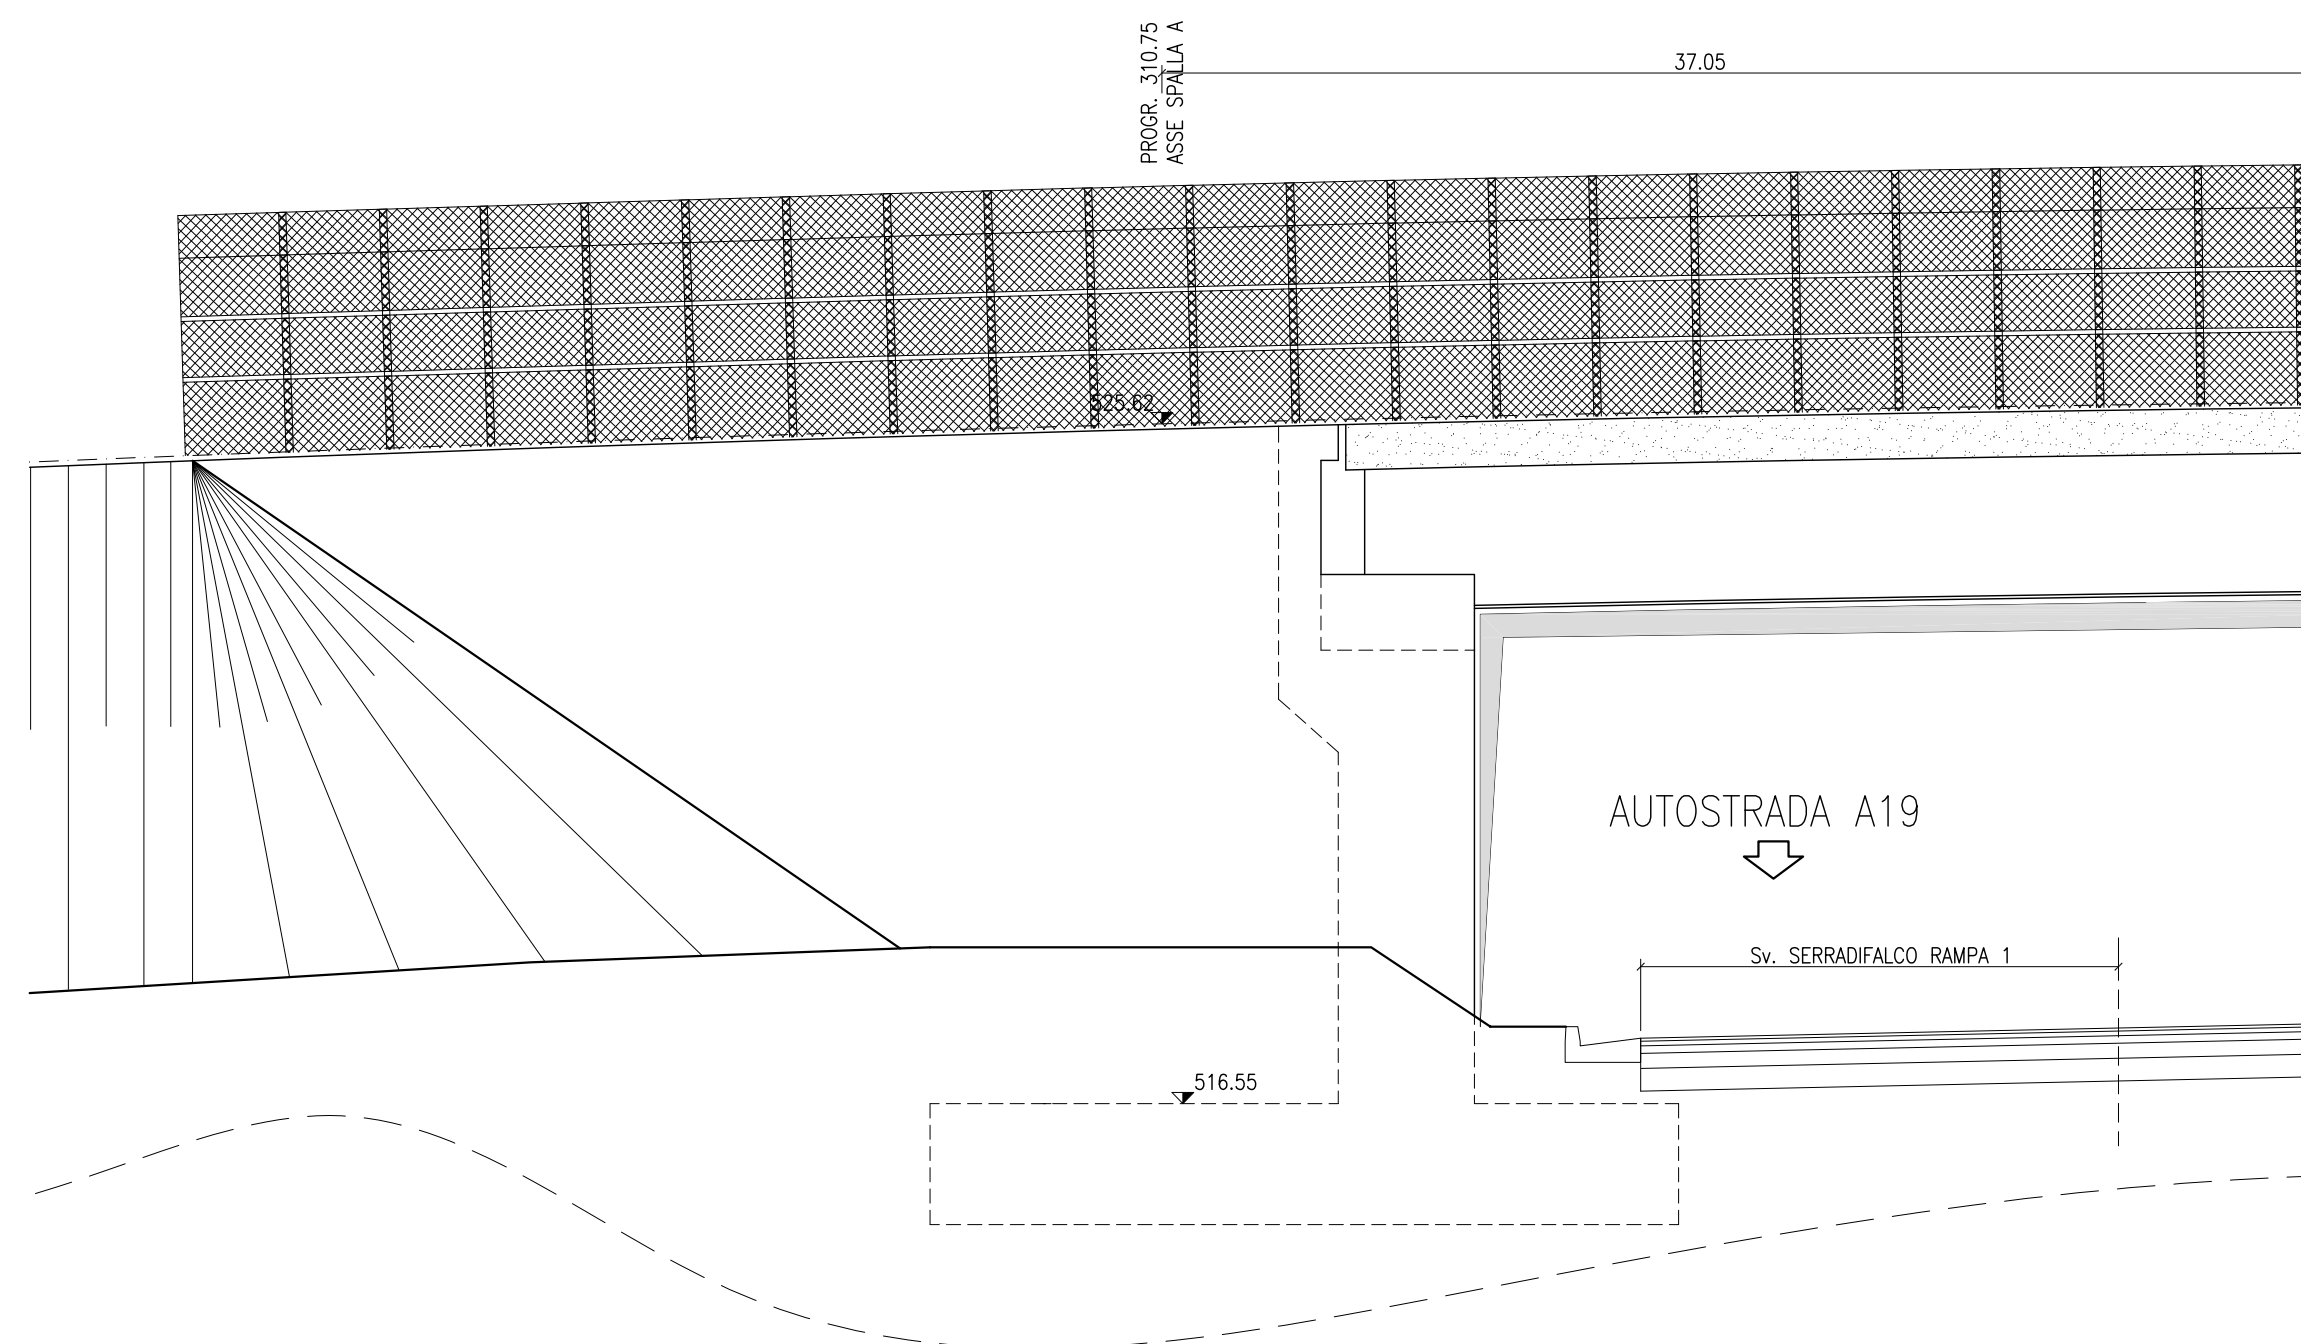 PROGR. 310.75
ASSE SPALLA A
37.05
525.62
AUTOSTRADA A19
Sv. SERRADIFALCO RAMPA 1
516.55